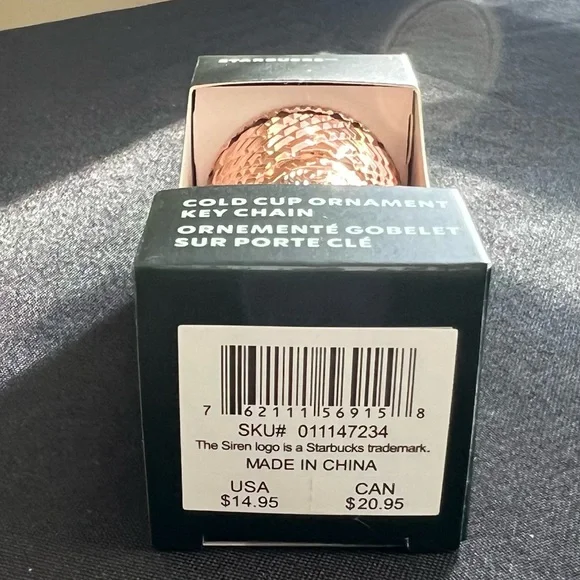 STARBUCKS™
COLD CUP ORNAMENT
KEY CHAIN
ORNEMENTÉ GOBELET
SUR PORTE CLÉ
7 62111 56915 8
SKU# 011147234
The Siren logo is a Starbucks trademark.
MADE IN CHINA
USA CAN
$14.95 $20.95